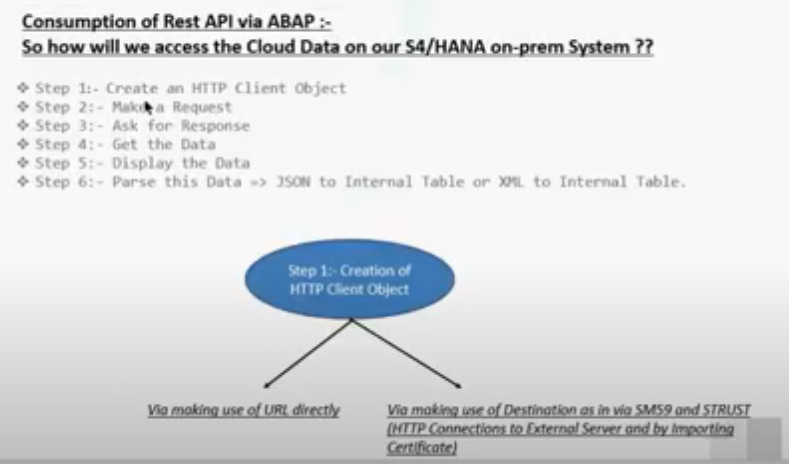 Consumption of Rest API via ABAP :-
So how will we access the Cloud Data on our S4/HANA on-prem System ??
❖ Step 1:- Create an HTTP Client Object
❖ Step 2:- Make a Request
❖ Step 3:- Ask for Response
❖ Step 4:- Get the Data
❖ Step 5:- Display the Data
❖ Step 6:- Parse this Data => JSON to Internal Table or XML to Internal Table.
Step 1:- Creation of
HTTP Client Object
Via making use of URL directly
Via making use of Destination as in via SM59 and STRUST
(HTTP Connections to External Server and by Importing
Certificate)